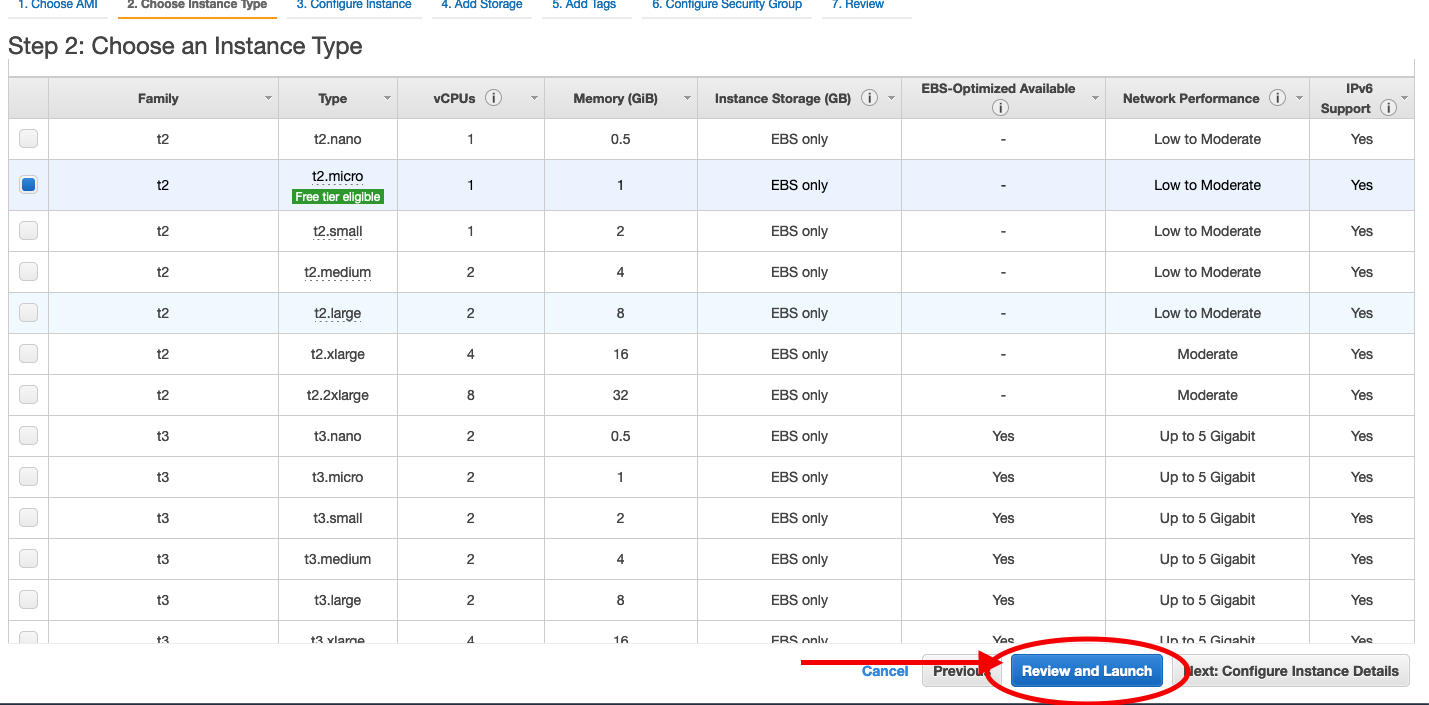 1. Choose AMI 2. Choose Instance Type 3. Configure Instance 4. Add Storage 5. Add Tags 6. Configure Security Group 7. Review
Step 2: Choose an Instance Type
Family Type vCPUs i Memory (GiB) Instance Storage (GB) i EBS-Optimized Available i Network Performance i IPv6 Support i
t2 t2.nano 1 0.5 EBS only - Low to Moderate Yes
t2 t2.micro Free tier eligible 1 1 EBS only - Low to Moderate Yes
t2 t2.small 1 2 EBS only - Low to Moderate Yes
t2 t2.medium 2 4 EBS only - Low to Moderate Yes
t2 t2.large 2 8 EBS only - Low to Moderate Yes
t2 t2.xlarge 4 16 EBS only - Moderate Yes
t2 t2.2xlarge 8 32 EBS only - Moderate Yes
t3 t3.nano 2 0.5 EBS only Yes Up to 5 Gigabit Yes
t3 t3.micro 2 1 EBS only Yes Up to 5 Gigabit Yes
t3 t3.small 2 2 EBS only Yes Up to 5 Gigabit Yes
t3 t3.medium 2 4 EBS only Yes Up to 5 Gigabit Yes
t3 t3.large 2 8 EBS only Yes Up to 5 Gigabit Yes
t3 t3.xlarge 4 16 EBS only Yes Up to 5 Gigabit Yes
Cancel Previous Review and Launch Next: Configure Instance Details